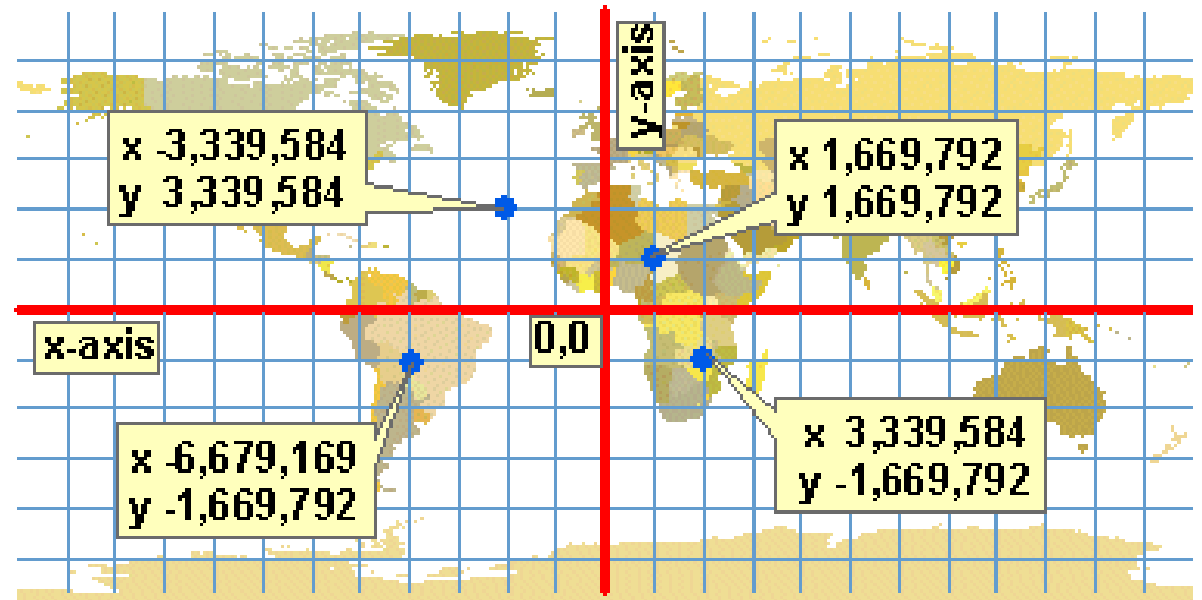 y-axis
x -3,339,584
y 3,339,584
x 1,669,792
y 1,669,792
x-axis
0,0
x -6,679,169
y -1,669,792
x 3,339,584
y -1,669,792